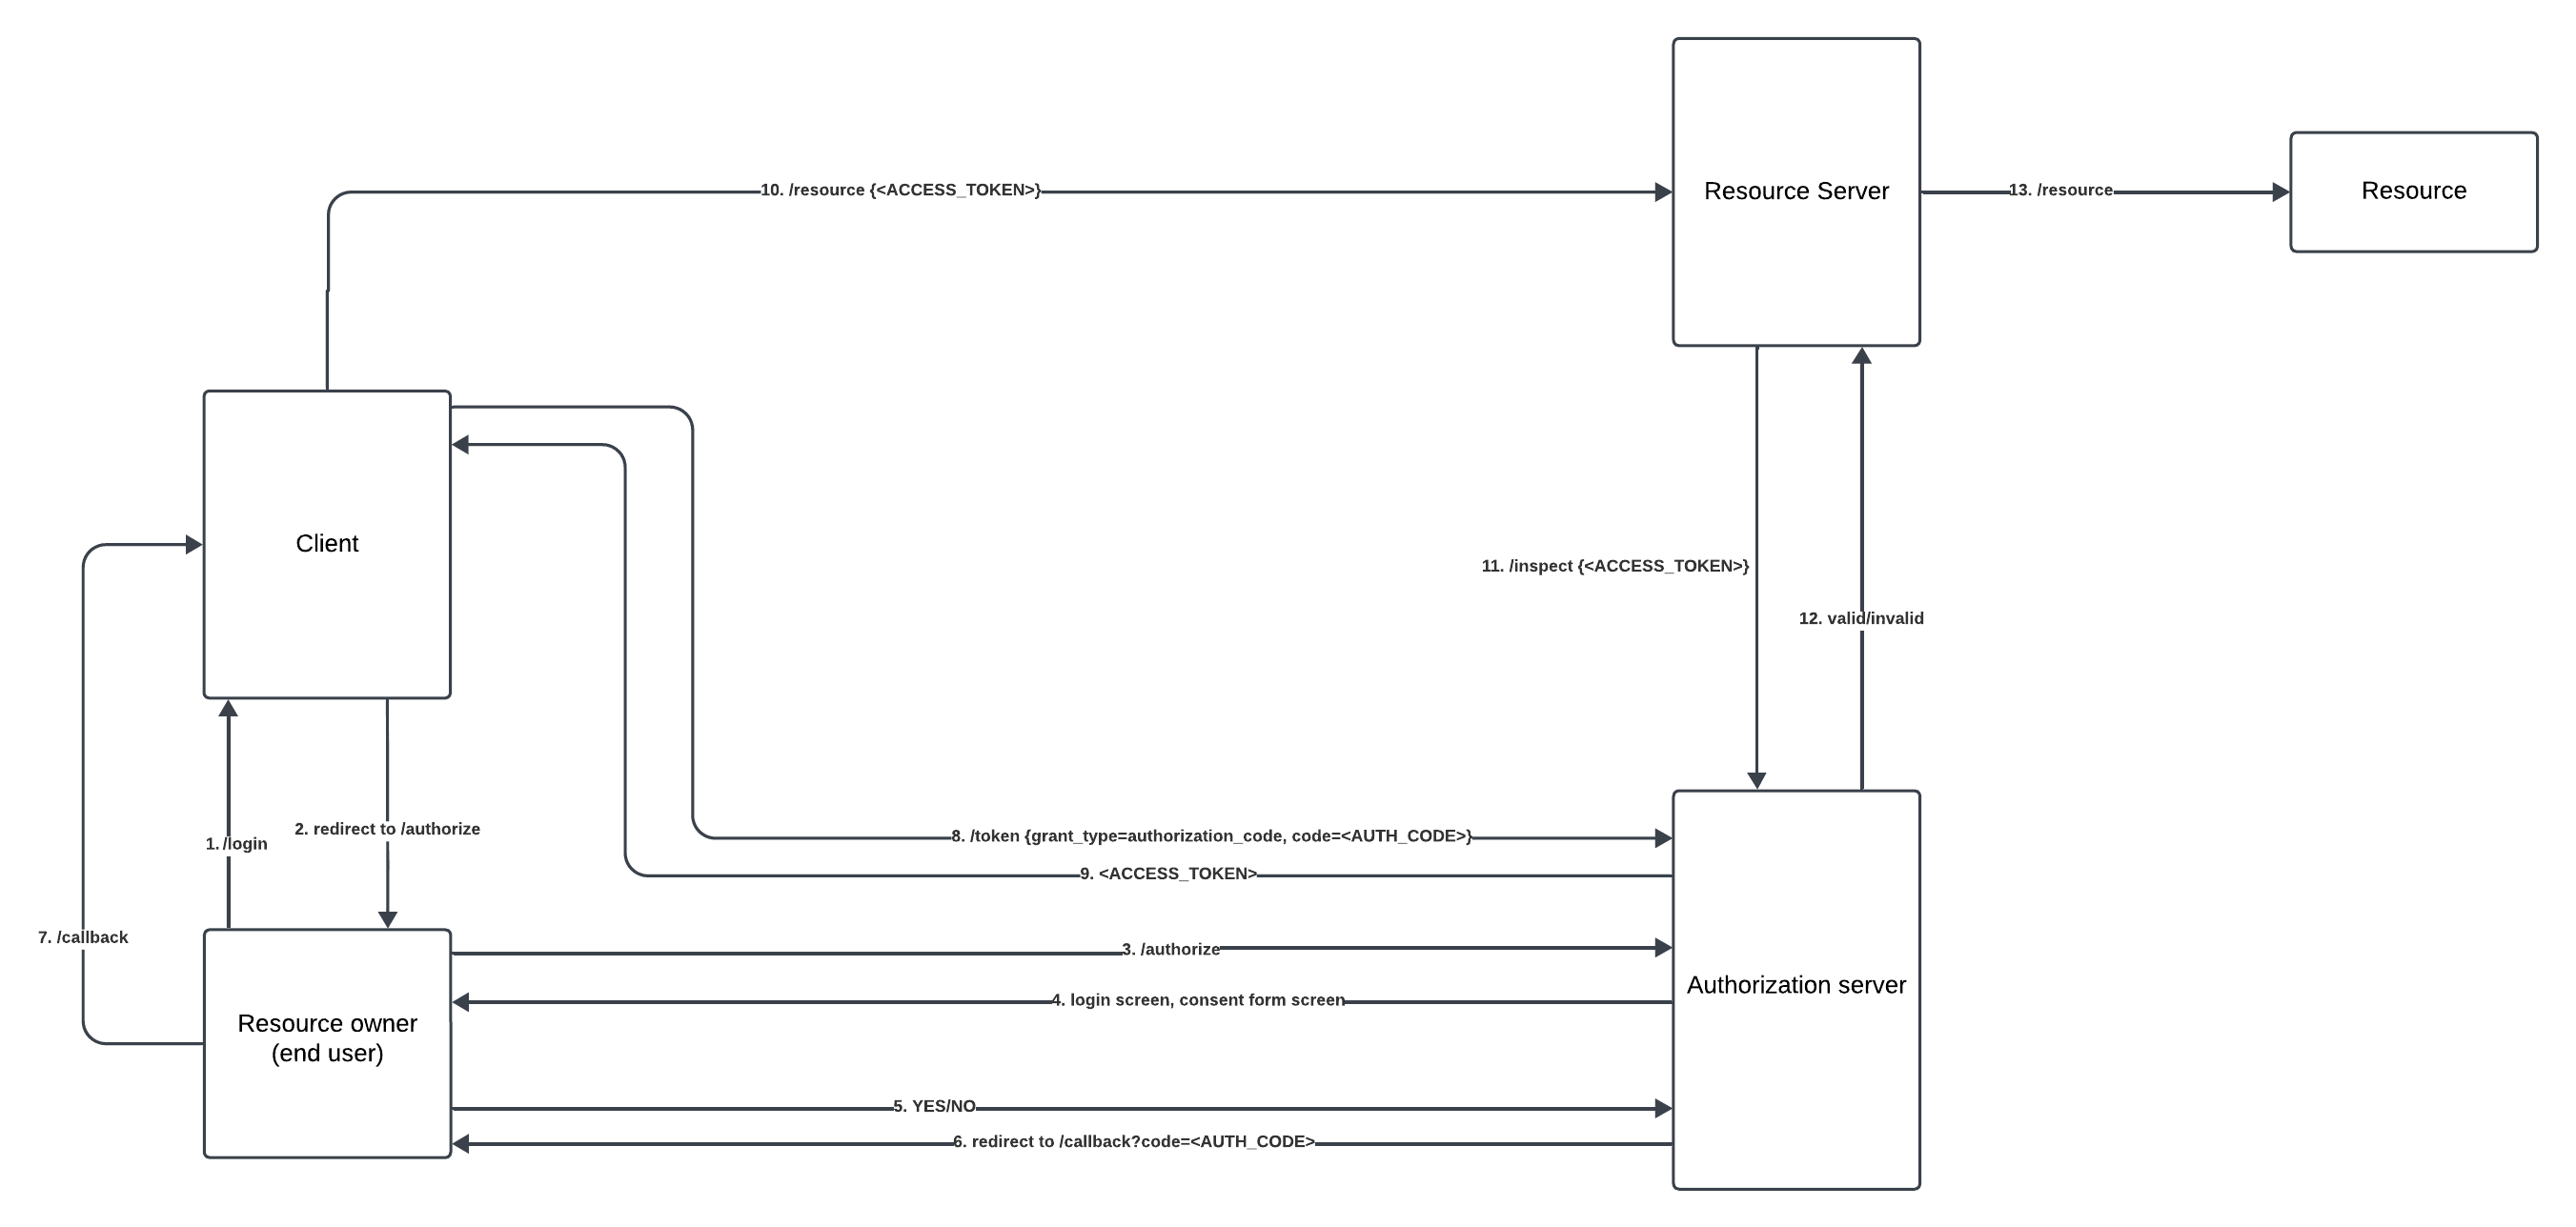 10. /resource {<ACCESS_TOKEN>}
Resource Server
13. /resource
Resource
Client
11. /inspect {<ACCESS_TOKEN>}
12. valid/invalid
1. /login
2. redirect to /authorize
8. /token {grant_type=authorization_code, code=<AUTH_CODE>}
9. <ACCESS_TOKEN>
7. /callback
3. /authorize
4. login screen, consent form screen
Authorization server
Resource owner
(end user)
5. YES/NO
6. redirect to /callback?code=<AUTH_CODE>